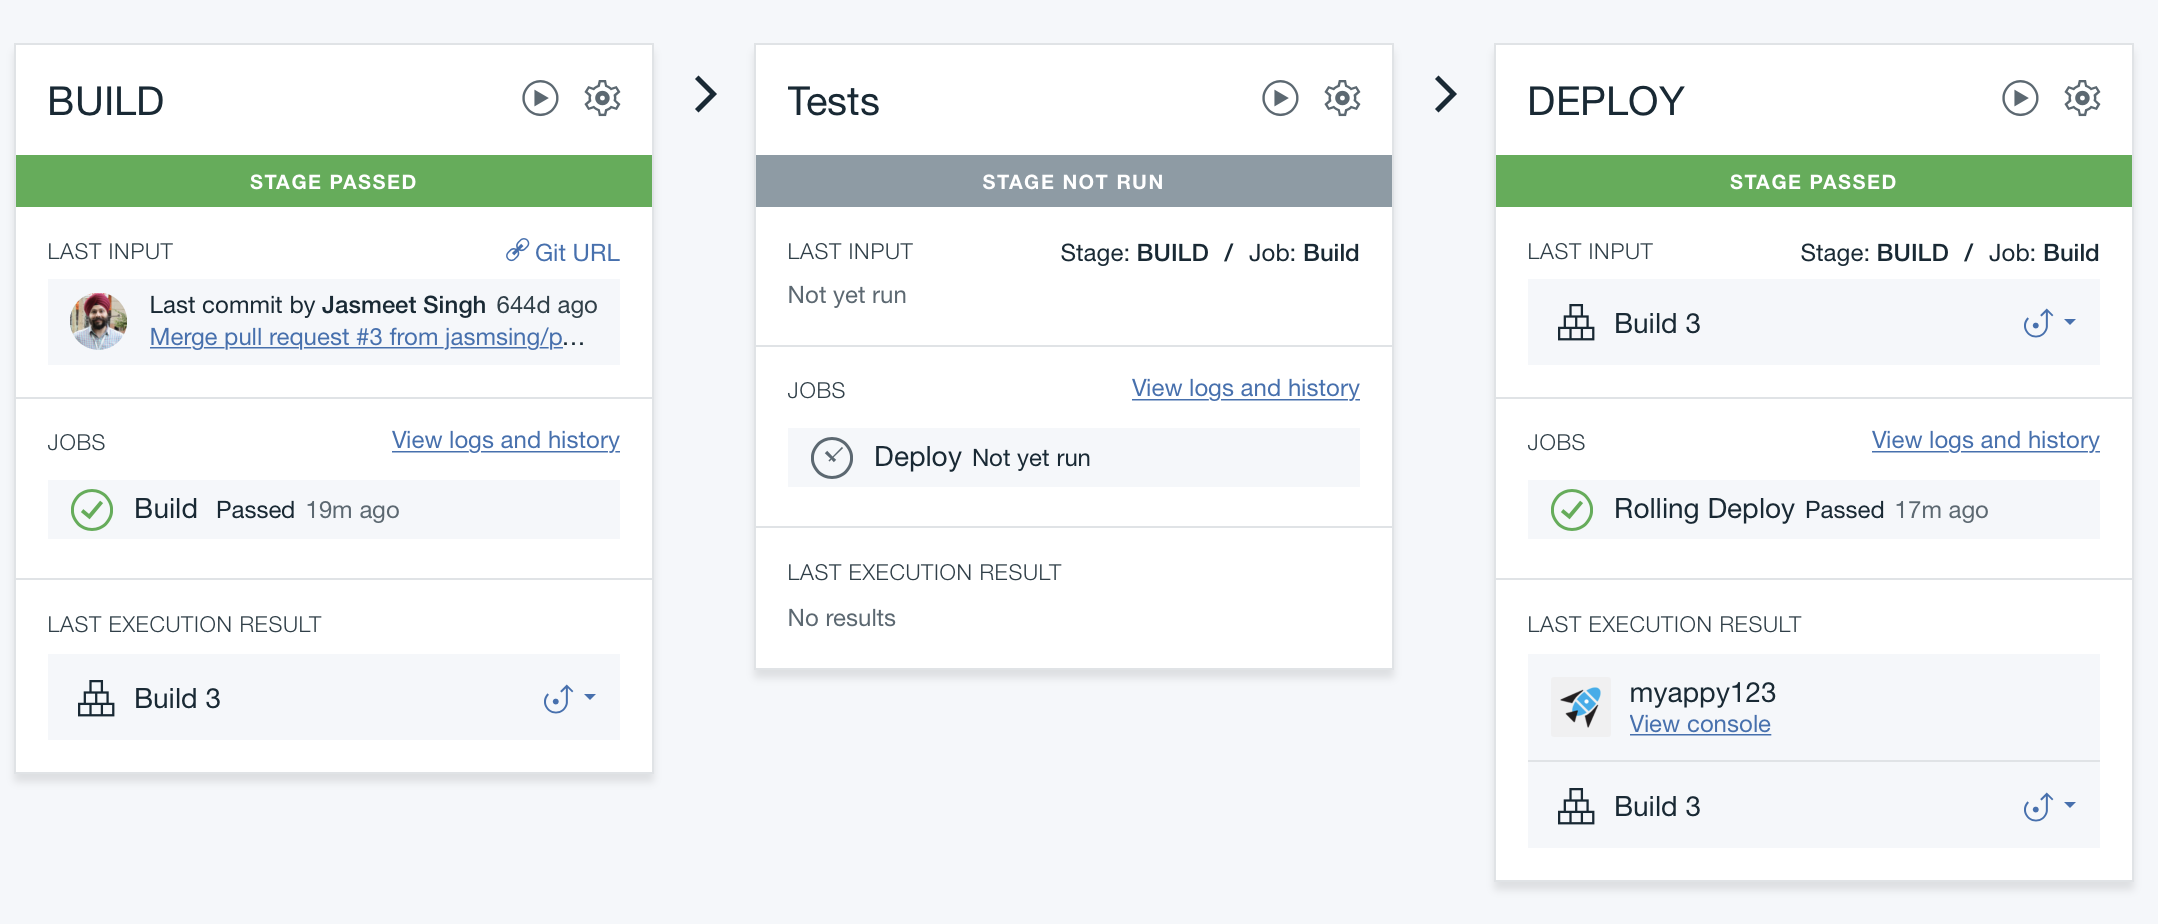 BUILD
STAGE PASSED
LAST INPUT Git URL
Last commit by Jasmeet Singh 644d ago
Merge pull request #3 from jasmsing/p...
JOBS View logs and history
Build Passed 19m ago
LAST EXECUTION RESULT
Build 3
Tests
STAGE NOT RUN
LAST INPUT Stage: BUILD / Job: Build
Not yet run
JOBS View logs and history
Deploy Not yet run
LAST EXECUTION RESULT
No results
DEPLOY
STAGE PASSED
LAST INPUT Stage: BUILD / Job: Build
Build 3
JOBS View logs and history
Rolling Deploy Passed 17m ago
LAST EXECUTION RESULT
myappy123
View console
Build 3